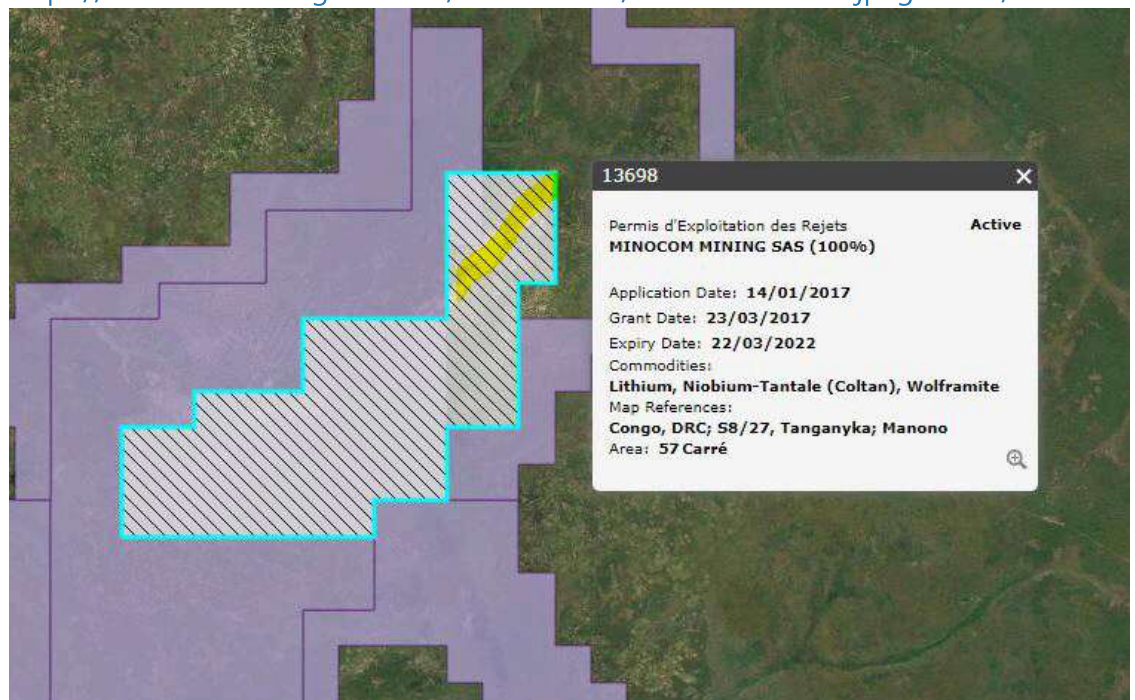 13698
Permis d'Exploitation des Rejets Active
MINOCOM MINING SAS (100%)
Application Date: 14/01/2017
Grant Date: 23/03/2017
Expiry Date: 22/03/2022
Commodities:
Lithium, Niobium-Tantale (Coltan), Wolframite
Map References:
Congo, DRC; S8/27, Tanganyka; Manono
Area: 57 Carré